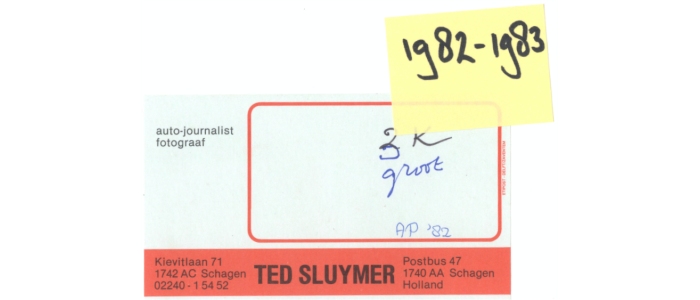 1982-1983
auto-journalist
fotograaf
3 K
groot
AP '82
Kievitlaan 71
1742 AC Schagen
02240 - 1 54 52
TED SLUYMER
Postbus 47
1740 AA Schagen
Holland